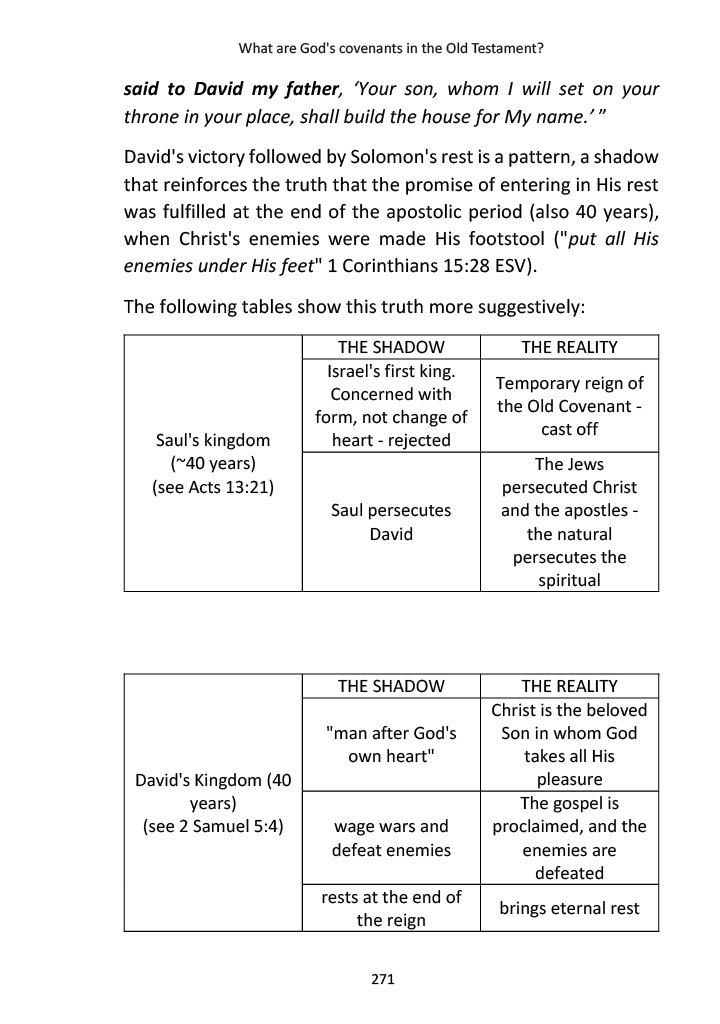 What are God's covenants in the Old Testament?
said to David my father, ‘Your son, whom I will set on your
throne in your place, shall build the house for My name.’ ”
David's victory followed by Solomon's rest is a pattern, a shadow
that reinforces the truth that the promise of entering in His rest
was fulfilled at the end of the apostolic period (also 40 years),
when Christ's enemies were made His footstool ("put all His
enemies under His feet" 1 Corinthians 15:28 ESV).
The following tables show this truth more suggestively:
Saul's kingdom
(~40 years)
(see Acts 13:21)
THE SHADOW
THE REALITY
Israel's first king.
Concerned with
form, not change of
heart - rejected
Temporary reign of
the Old Covenant -
cast off
Saul persecutes
David
The Jews
persecuted Christ
and the apostles -
the natural
persecutes the
spiritual
David's Kingdom (40
years)
(see 2 Samuel 5:4)
THE SHADOW
THE REALITY
"man after God's
own heart"
Christ is the beloved
Son in whom God
takes all His
pleasure
wage wars and
defeat enemies
The gospel is
proclaimed, and the
enemies are
defeated
rests at the end of
the reign
brings eternal rest
271